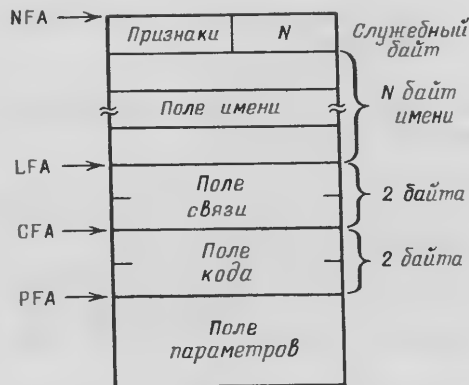 NFA
Признаки N Служебный
байт
N байт
имени
Поле имени
LFA
Поле
связи
2 байта
CFA
Поле
кода
2 байта
PFA
Поле
параметров